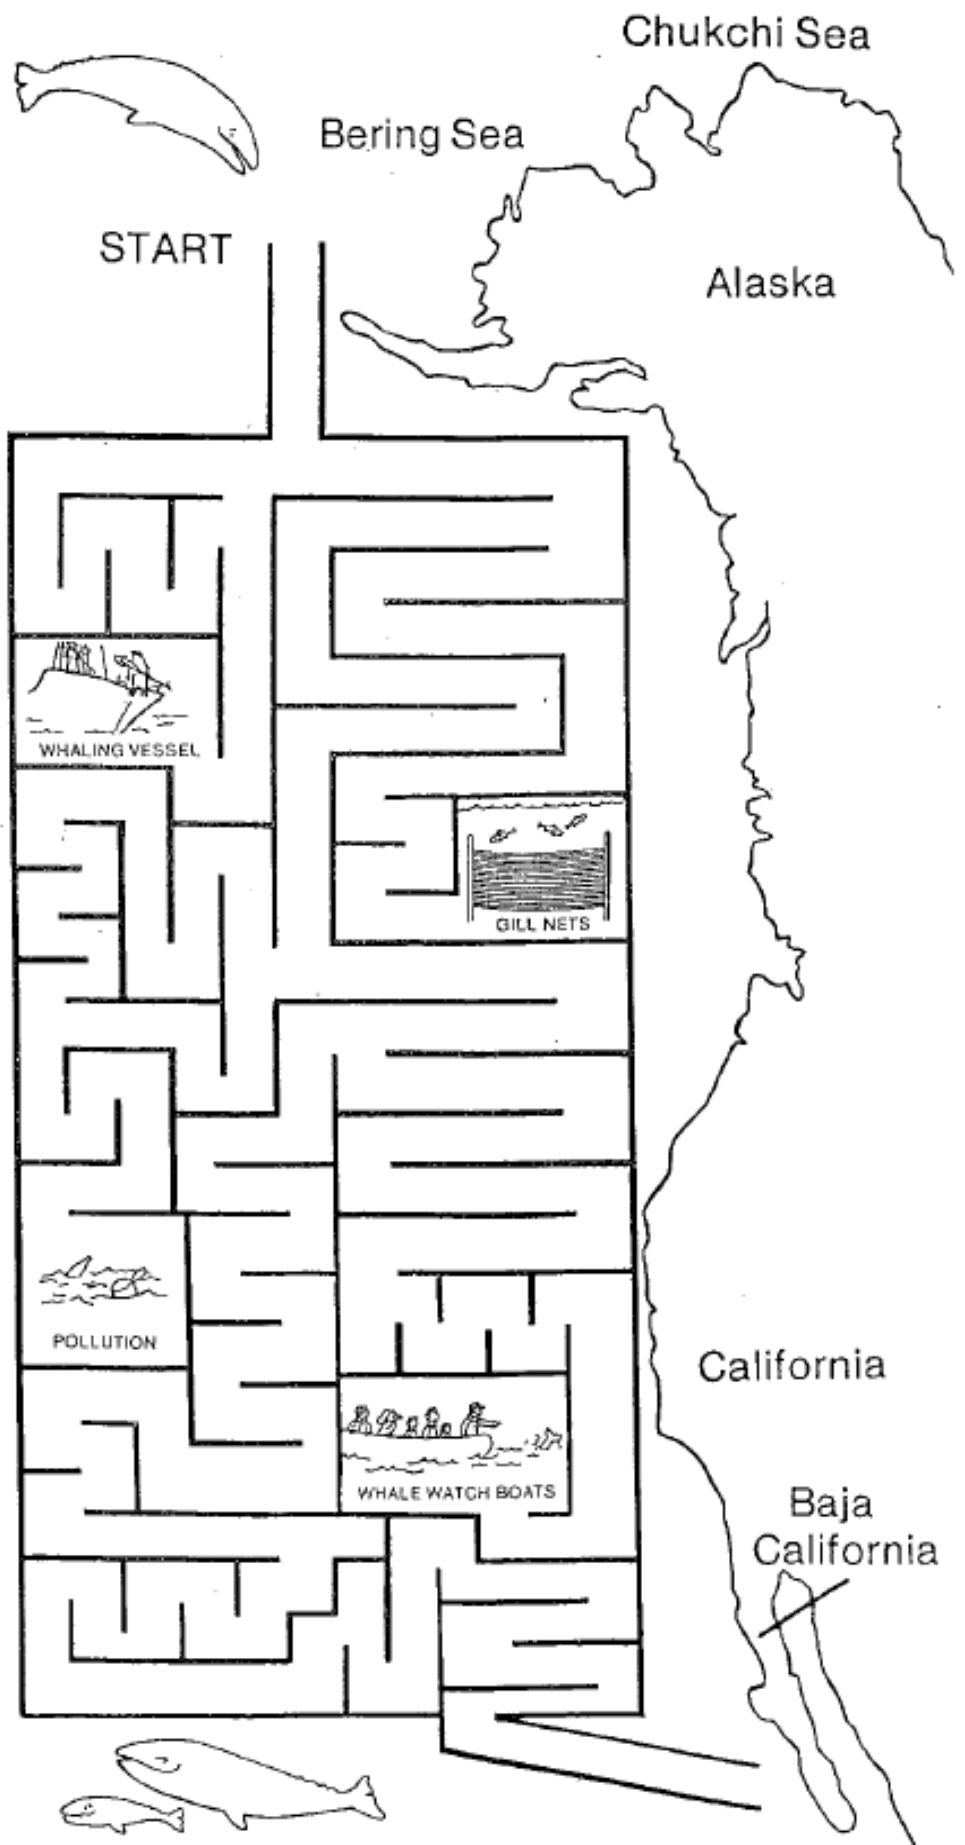 Chukchi Sea
Bering Sea
START
Alaska
WHALING VESSEL
GILL NETS
POLLUTION
California
WHALE WATCH BOATS
Baja
California